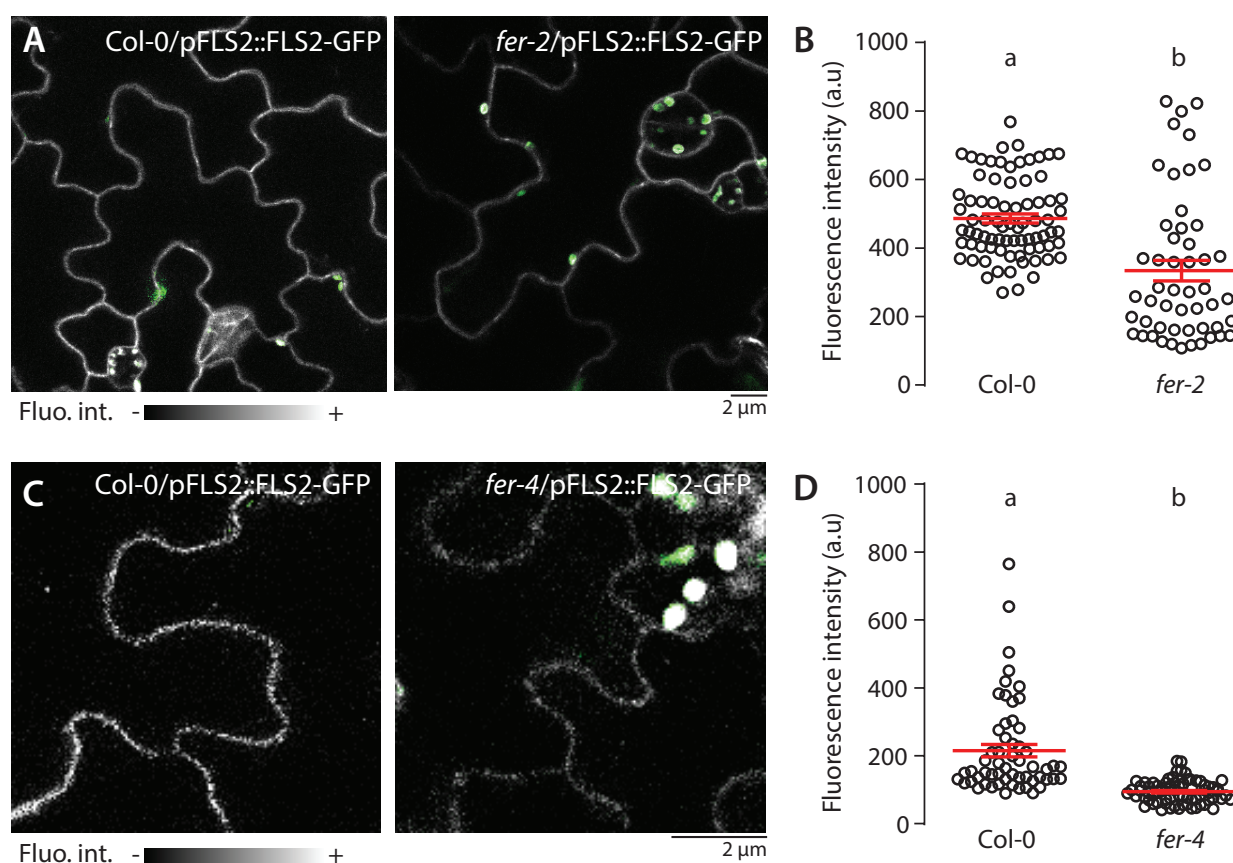 A
Col-0/pFLS2::FLS2-GFP
fer-2/pFLS2::FLS2-GFP
Fluo. int. - +
2 µm
B
Fluorescence intensity (a.u)
1000
800
600
400
200
0
a
b
Col-0
fer-2
C
Col-0/pFLS2::FLS2-GFP
fer-4/pFLS2::FLS2-GFP
Fluo. int. - +
2 µm
D
Fluorescence intensity (a.u)
1000
800
600
400
200
0
a
b
Col-0
fer-4